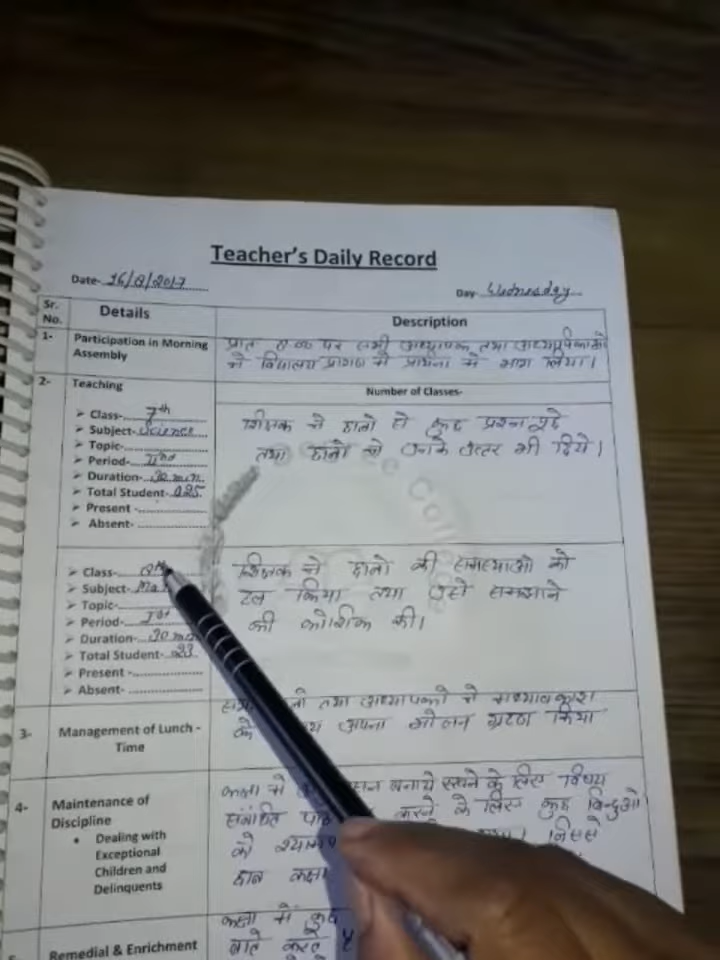 Teacher's Daily Record
Date- 16/8/2017 Day- Wednesday
Sr. No. Details Description
1- Participation in Morning Assembly
प्रात 8.00 पर सभी अध्यापक तथा अध्यापिकाओ
ने विद्यालय प्रागण मे प्रार्थना मे भाग लिया।
2- Teaching
Number of Classes-
Class- 7th
Subject- Science
Topic-
Period- IInd
Duration- 30 min
Total Student- 025
Present -
Absent-
शिक्षक ने छात्रो से कुछ प्रश्न पूछे
तथा छात्रो ने उनके उत्तर भी दिये।
Class- 8th
Subject-
Topic-
Period- Ist
Duration- 30 min
Total Student- 23
Present -
Absent-
शिक्षक ने छात्रो की समस्याओ को
हल किया तथा उसे समझाने
की कोशिक की।
3- Management of Lunch - Time
तथा अध्यापको ने मध्यावकाश
के अपना भोजन ग्रहण किया
4- Maintenance of Discipline
Dealing with Exceptional Children and Delinquents
कक्षा मे बनाये रखने के लिए विषय
संबंधित करने के लिए कुछ बिन्दुओ
को जिससे
छात्र कक्षा
Remedial & Enrichment
कक्षा में कुछ
बाते करते